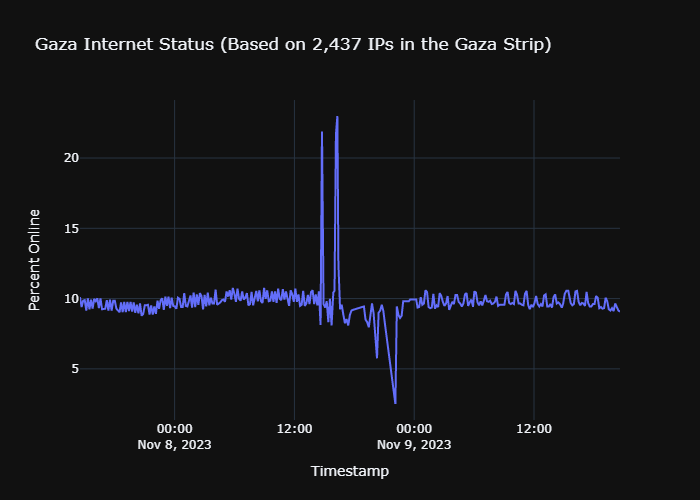 Gaza Internet Status (Based on 2,437 IPs in the Gaza Strip)
Percent Online
20
15
10
5
00:00 12:00 00:00 12:00
Nov 8, 2023 Nov 9, 2023
Timestamp